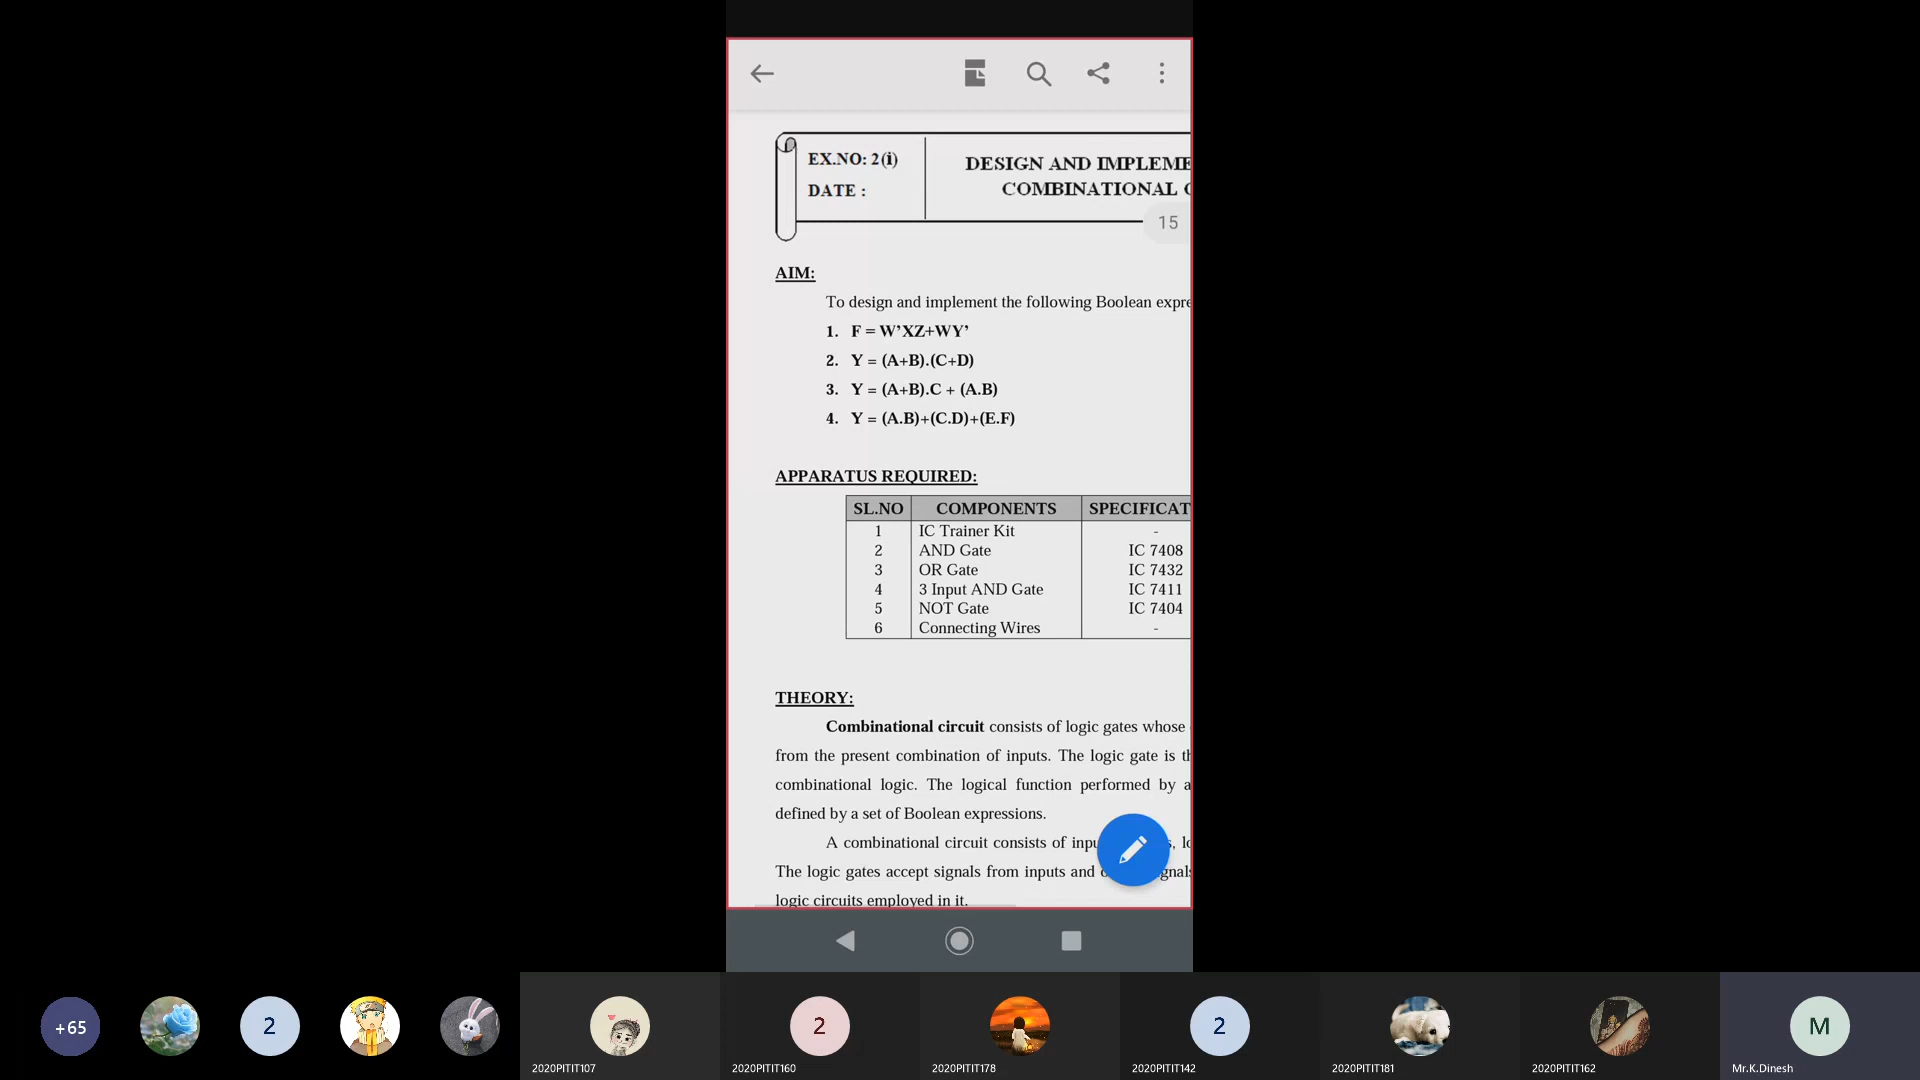 EX.NO: 2(i)
DATE :
DESIGN AND IMPLEME
COMBINATIONAL
15
AIM:
To design and implement the following Boolean expre
1. F = W’XZ+WY’
2. Y = (A+B).(C+D)
3. Y = (A+B).C + (A.B)
4. Y = (A.B)+(C.D)+(E.F)
APPARATUS REQUIRED:
SL.NO COMPONENTS SPECIFICAT
1 IC Trainer Kit -
2 AND Gate IC 7408
3 OR Gate IC 7432
4 3 Input AND Gate IC 7411
5 NOT Gate IC 7404
6 Connecting Wires -
THEORY:
Combinational circuit consists of logic gates whose
from the present combination of inputs. The logic gate is th
combinational logic. The logical function performed by a
defined by a set of Boolean expressions.
A combinational circuit consists of inpu
The logic gates accept signals from inputs and
logic circuits employed in it.
+65
2
2
2
M
2020PITIT107
2020PITIT160
2020PITIT178
2020PITIT142
2020PITIT181
2020PITIT162
Mr.K.Dinesh